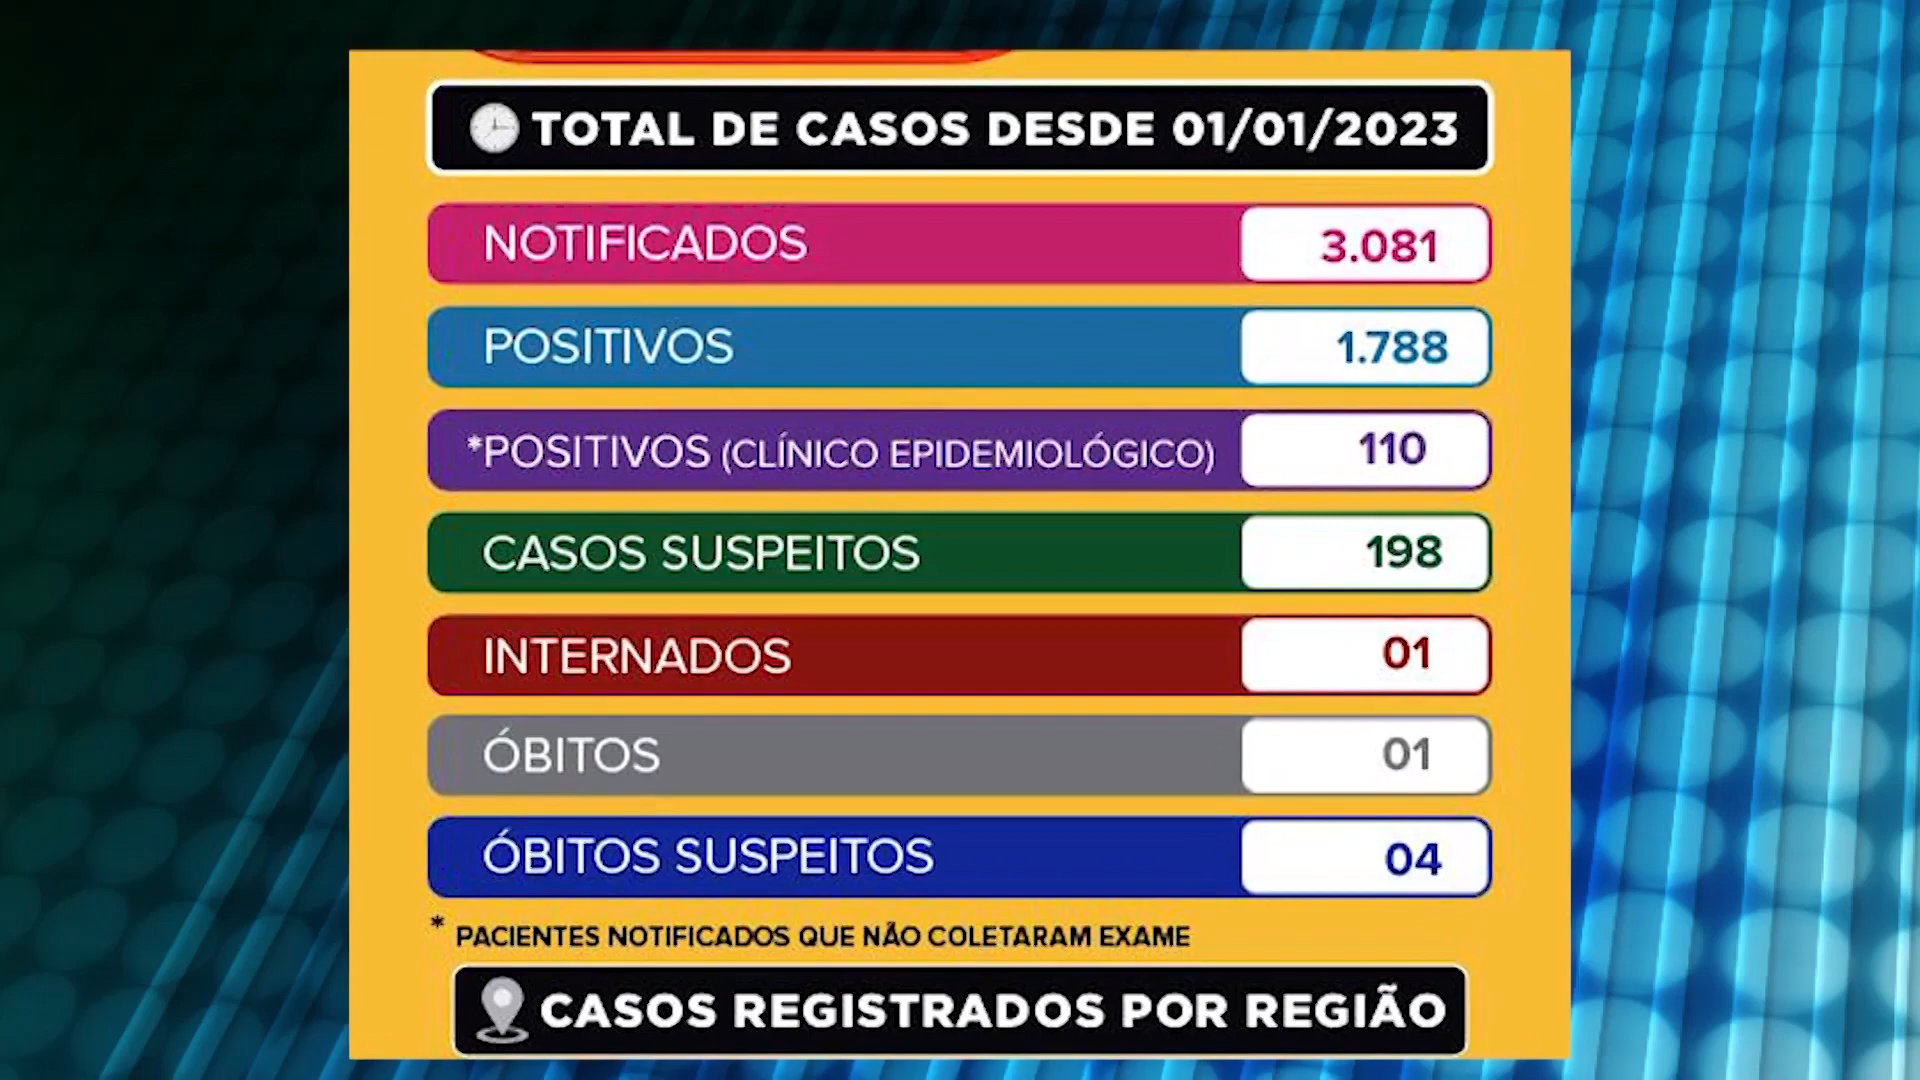 TOTAL DE CASOS DESDE 01/01/2023
NOTIFICADOS 3.081
POSITIVOS 1.788
*POSITIVOS (CLÍNICO EPIDEMIOLÓGICO) 110
CASOS SUSPEITOS 198
INTERNADOS 01
ÓBITOS 01
ÓBITOS SUSPEITOS 04
* PACIENTES NOTIFICADOS QUE NÃO COLETARAM EXAME
CASOS REGISTRADOS POR REGIÃO